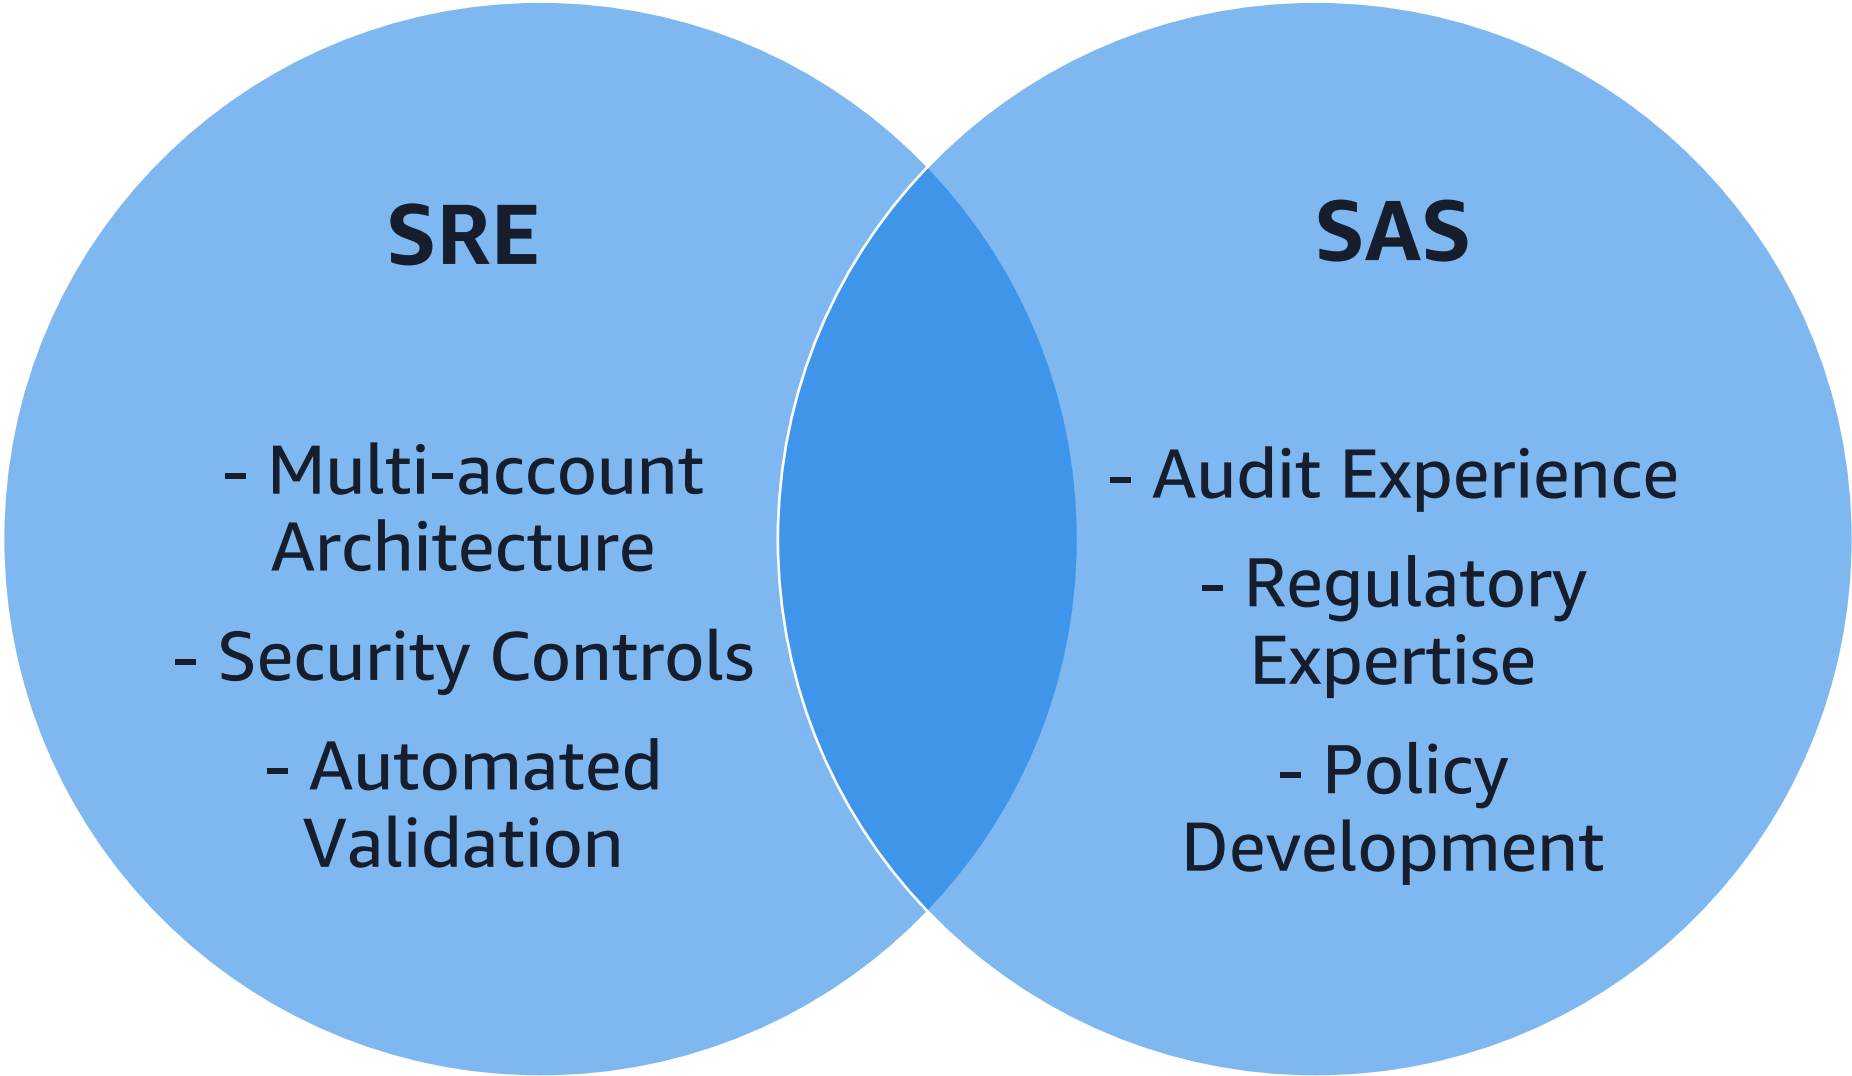 SRE
- Multi-account
Architecture
- Security Controls
- Automated
Validation
SAS
- Audit Experience
- Regulatory
Expertise
- Policy
Development